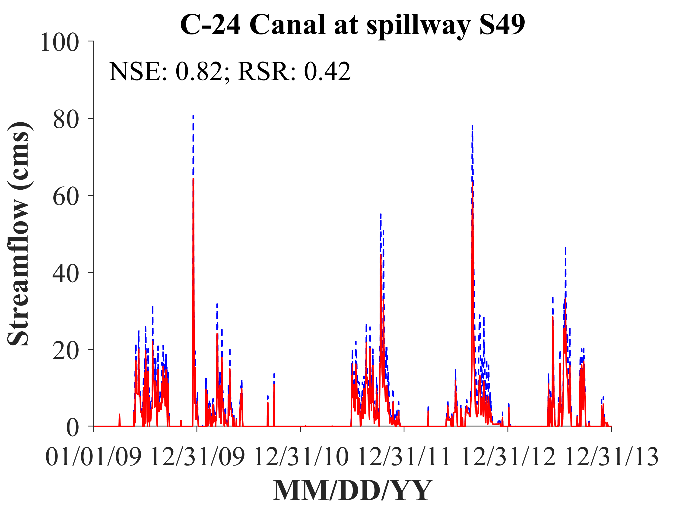 C-24 Canal at spillway S49
NSE: 0.82; RSR: 0.42
Streamflow (cms)
100
80
60
40
20
0
01/01/09 12/31/09 12/31/10 12/31/11 12/31/12 12/31/13
MM/DD/YY